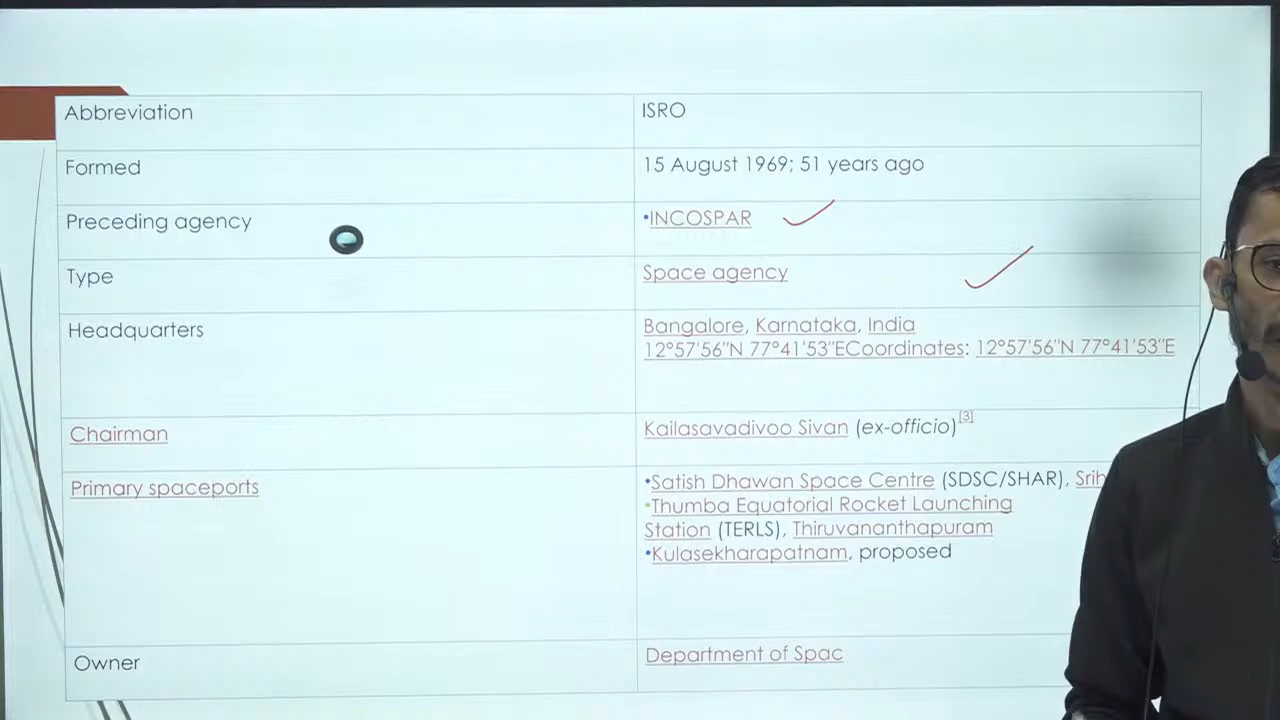 Abbreviation
ISRO
Formed
15 August 1969; 51 years ago
Preceding agency
•INCOSPAR
Type
Space agency
Headquarters
Bangalore, Karnataka, India
12°57'56"N 77°41'53"ECoordinates: 12°57'56"N 77°41'53"E
Chairman
Kailasavadivoo Sivan (ex-officio)[3]
Primary spaceports
•Satish Dhawan Space Centre (SDSC/SHAR), Srih
•Thumba Equatorial Rocket Launching
Station (TERLS), Thiruvananthapuram
•Kulasekharapatnam, proposed
Owner
Department of Spac